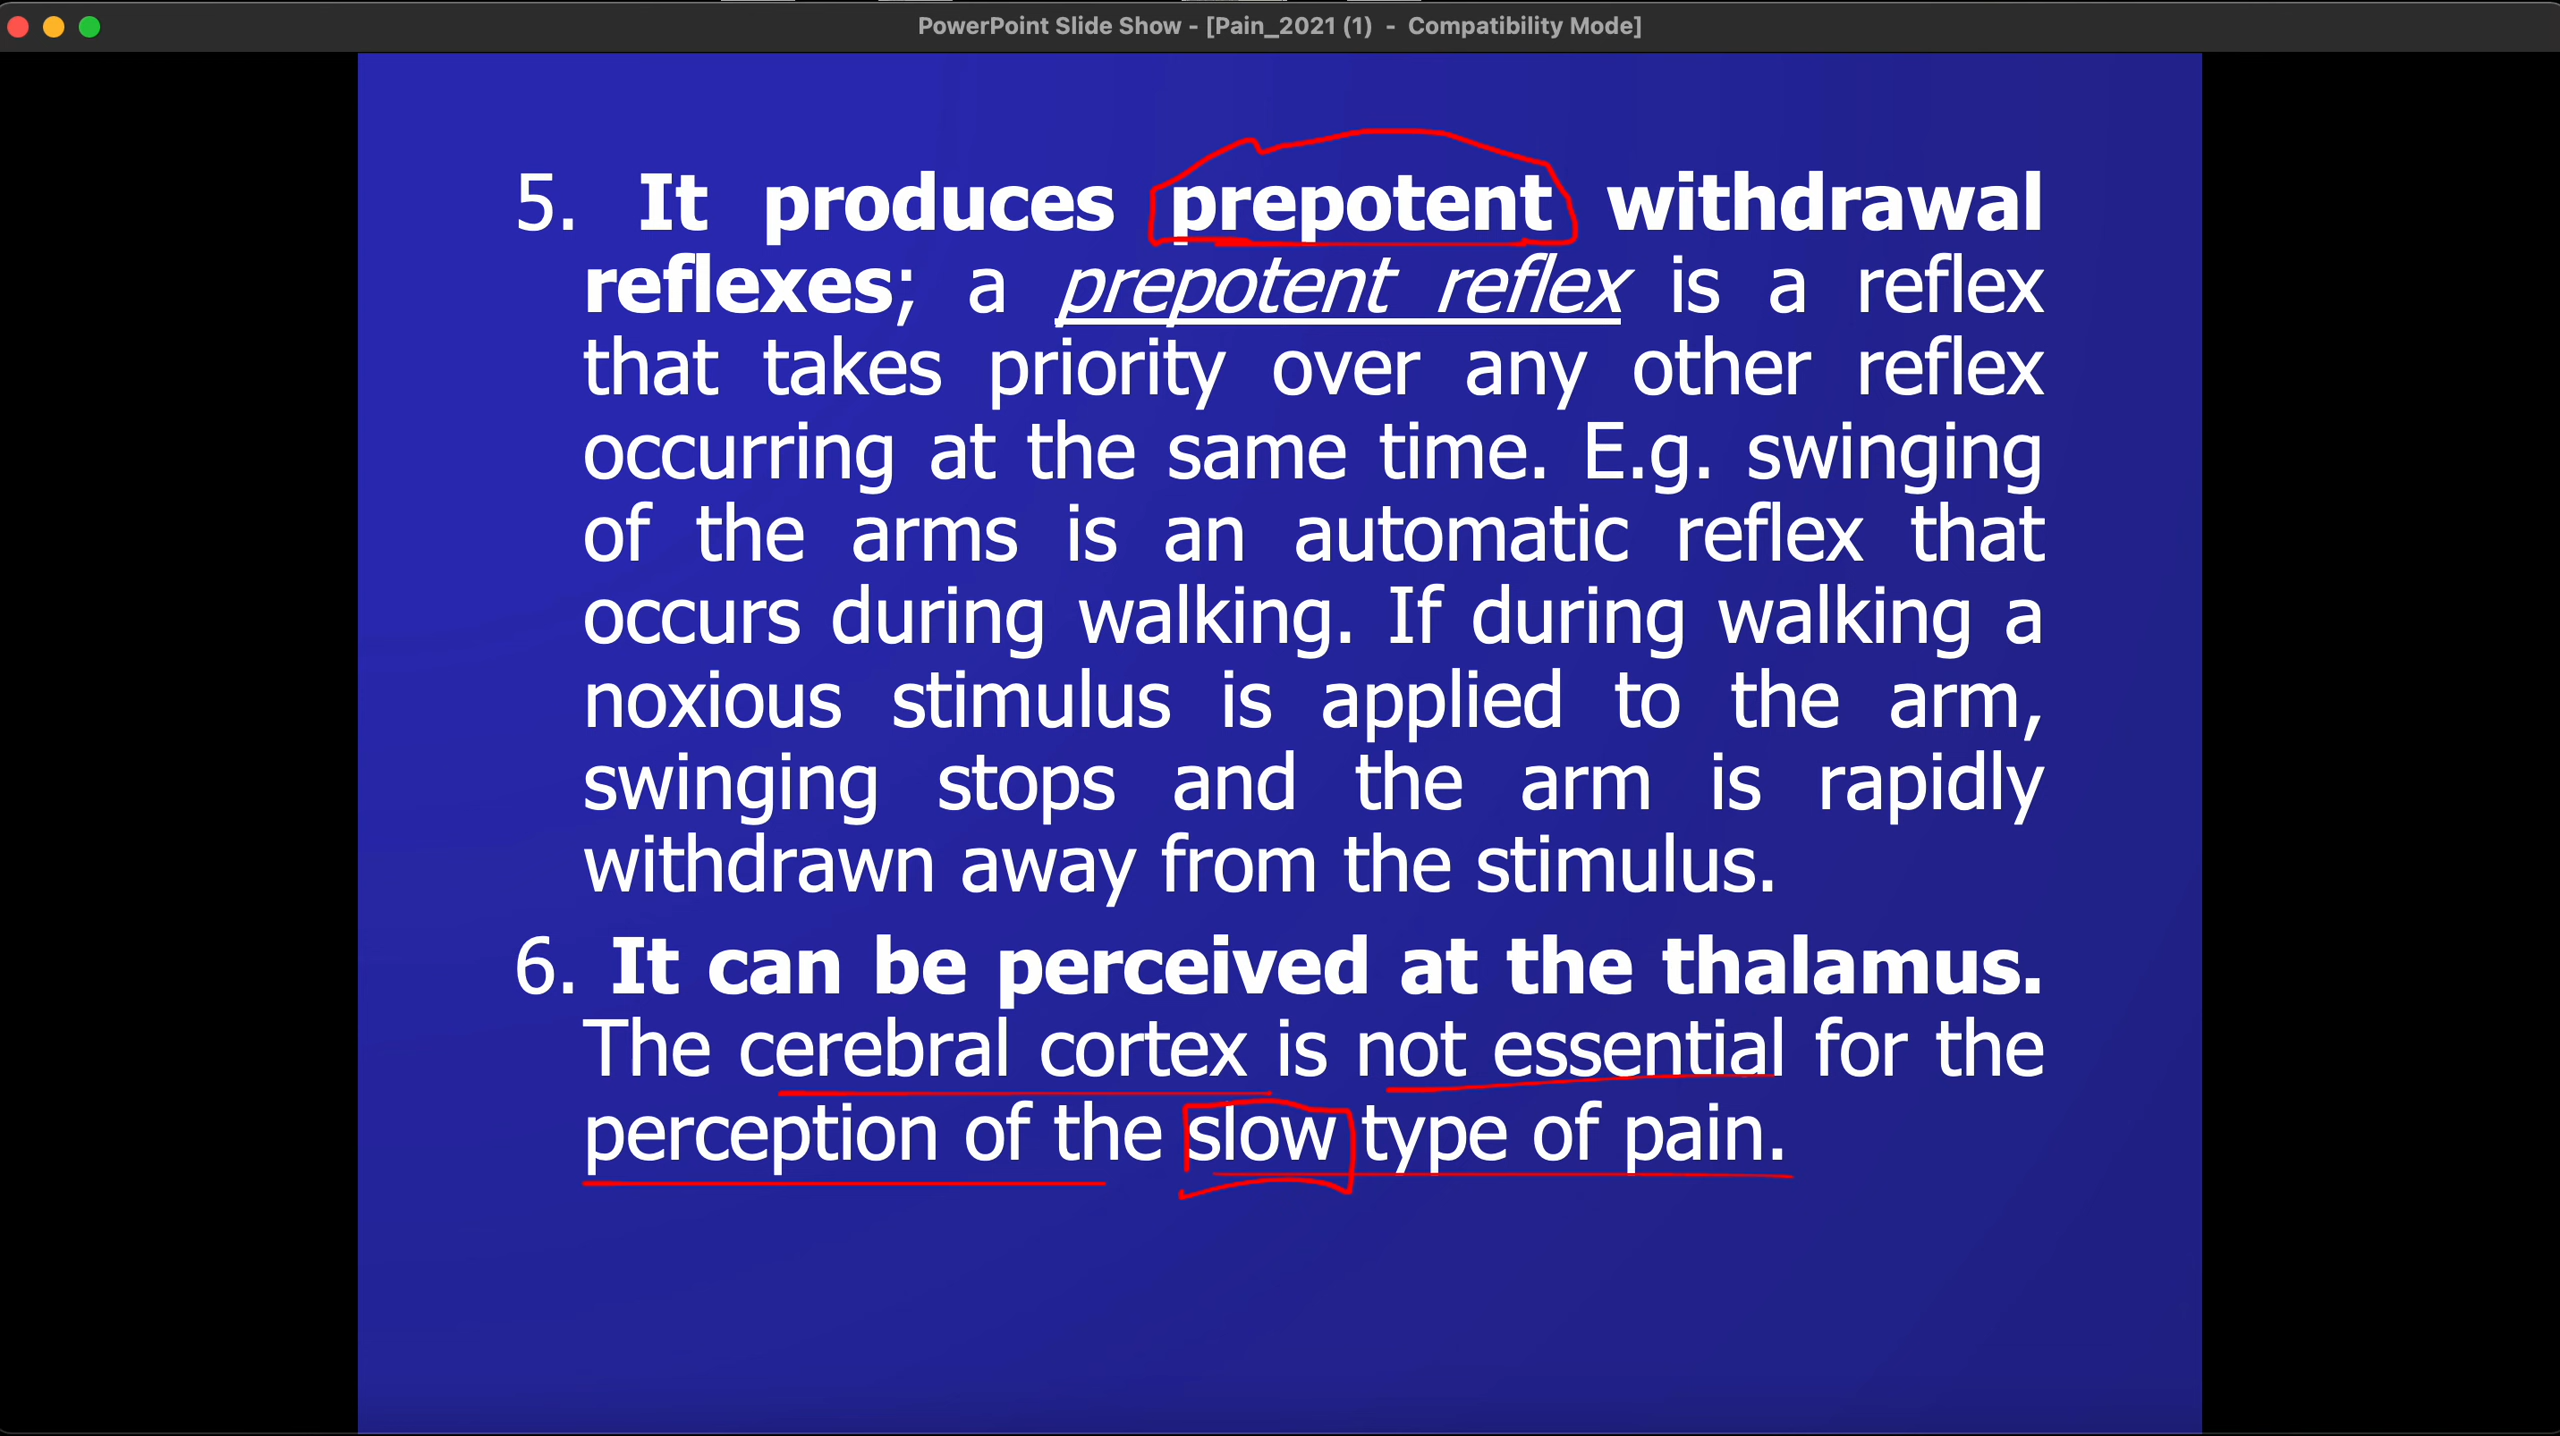 PowerPoint Slide Show - [Pain_2021 (1) - Compatibility Mode]
5. It produces prepotent withdrawal
reflexes; a prepotent reflex is a reflex
that takes priority over any other reflex
occurring at the same time. E.g. swinging
of the arms is an automatic reflex that
occurs during walking. If during walking a
noxious stimulus is applied to the arm,
swinging stops and the arm is rapidly
withdrawn away from the stimulus.
6. It can be perceived at the thalamus.
The cerebral cortex is not essential for the
perception of the slow type of pain.